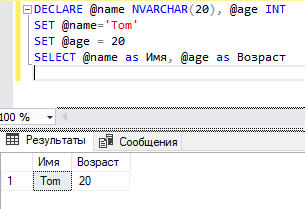 DECLARE @name NVARCHAR(20), @age INT
SET @name='Tom'
SET @age = 20
SELECT @name as Имя, @age as Возраст
100 %
Результаты Сообщения
Имя Возраст
1 Tom 20